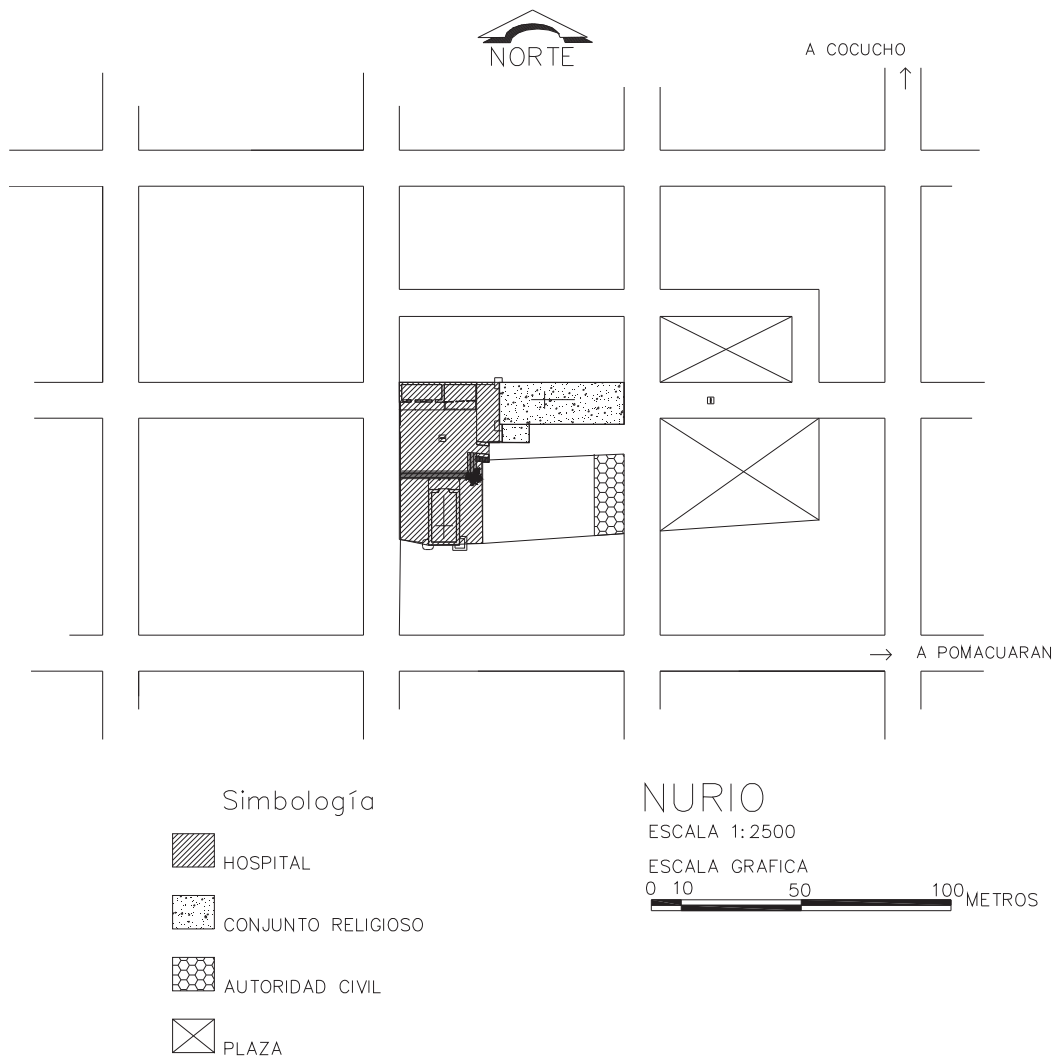 NORTE
A COCUCHO
A POMACUARAN
Simbología
HOSPITAL
CONJUNTO RELIGIOSO
AUTORIDAD CIVIL
PLAZA
NURIO
ESCALA 1:2500
ESCALA GRAFICA
0 10 50 100 METROS